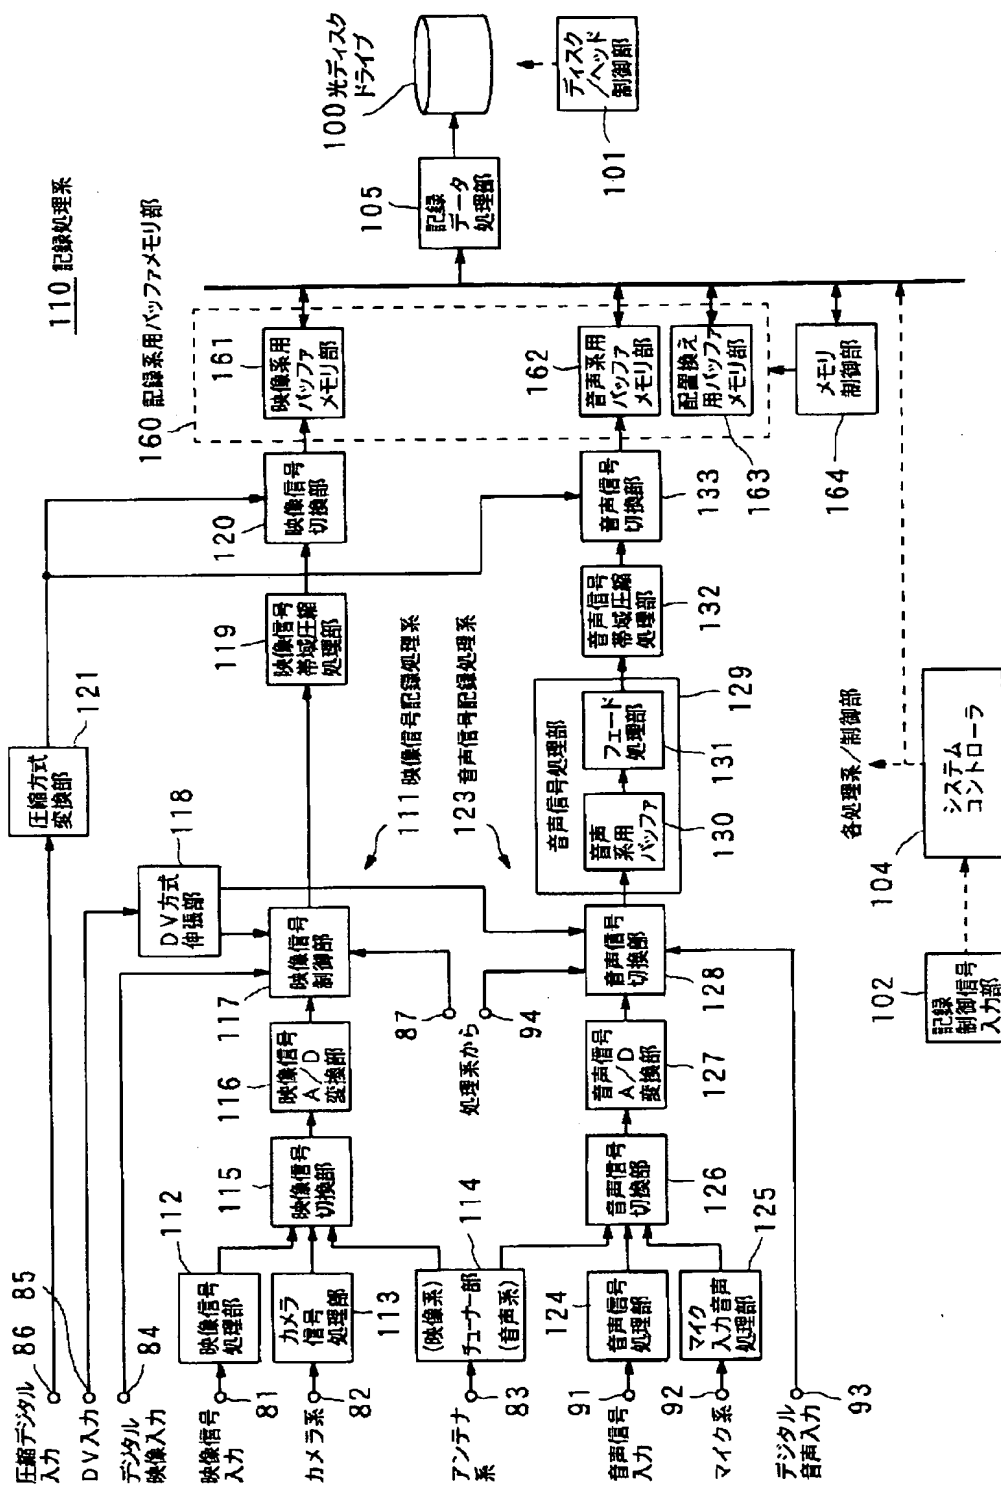 110 記録処理系
160 記録系用バッファメモリ部
圧縮デジタル
入力
86
DV入力
85
デジタル
映像入力
84
映像信号
入力
81
カメラ系
82
アンテナ
系
83
音声信号
入力
91
マイク系
92
デジタル
音声入力
93
映像信号
処理部
112
カメラ
信号
処理部
113
(映像系)
チューナー部
(音声系)
114
音声信号
処理部
124
マイク
入力音声
処理部
125
映像信号
切換部
115
音声信号
切換部
126
映像信号
A/D
変換部
116
音声信号
A/D
変換部
127
処理系から
87
94
映像信号
制御部
117
DV方式
伸張部
118
音声信号
切換部
128
圧縮方式
変換部
121
111 映像信号記録処理系
123 音声信号記録処理系
音声信号処理部
音声
系用
バッファ
130
フェード
処理部
131
129
映像信号
帯域圧縮
処理部
119
音声信号
帯域圧縮
処理部
132
映像信号
切換部
120
音声信号
切換部
133
映像系用
バッファ
メモリ部
161
音声系用
バッファ
メモリ部
162
配置換え
用バッファ
メモリ部
163
メモリ
制御部
164
記録
データ
処理部
105
100 光ディスク
ドライブ
ディスク
/ヘッド
制御部
101
記録
制御信号
入力部
102
システム
コントローラ
104
各処理系/制御部